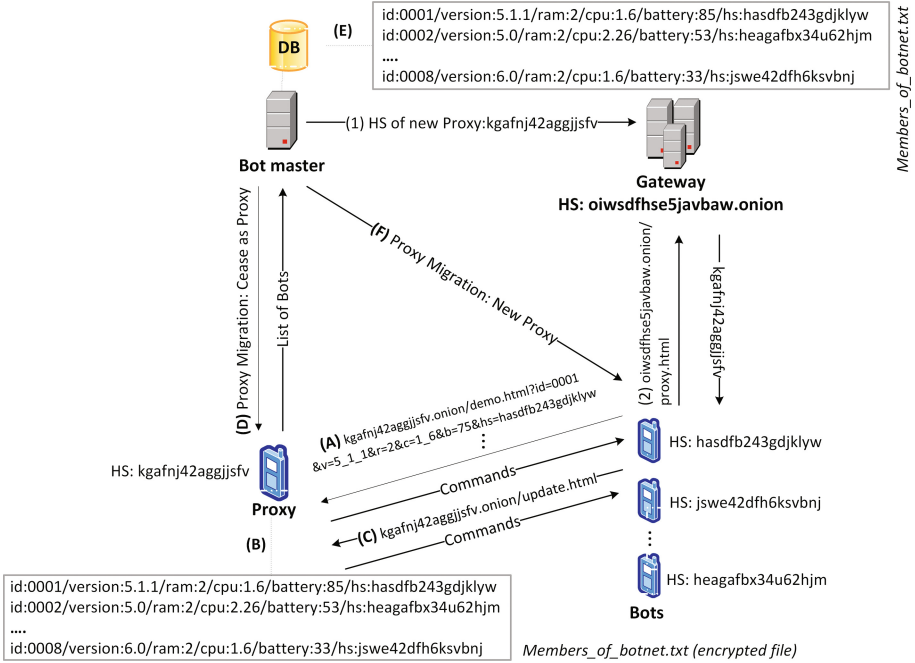 id:0001/version:5.1.1/ram:2/cpu:1.6/battery:85/hs:hasdfb243gdjklyw
id:0002/version:5.0/ram:2/cpu:2.26/battery:53/hs:heagafbx34u62hjm
....
id:0008/version:6.0/ram:2/cpu:1.6/battery:33/hs:jswe42dfh6ksvbnj
Members_of_botnet.txt
(E)
DB
Bot master
(1) HS of new Proxy:kgafnj42aggjjsfv
Gateway
HS: oiwsdfhse5javbaw.onion
(D) Proxy Migration: Cease as Proxy
List of Bots
(F) Proxy Migration: New Proxy
(2) oiwsdfhse5javbaw.onion/
proxy.html
kgafnj42aggjjsfv
(A) kgafnj42aggjjsfv.onion/demo.html?id=0001
&v=5_1_1&r=2&c=1_6&b=75&hs=hasdfb243gdjklyw
⋮
Commands
(C) kgafnj42aggjjsfv.onion/update.html
Commands
HS: kgafnj42aggjjsfv
Proxy
(B)
HS: hasdfb243gdjklyw
HS: jswe42dfh6ksvbnj
⋮
HS: heagafbx34u62hjm
Bots
id:0001/version:5.1.1/ram:2/cpu:1.6/battery:85/hs:hasdfb243gdjklyw
id:0002/version:5.0/ram:2/cpu:2.26/battery:53/hs:heagafbx34u62hjm
....
id:0008/version:6.0/ram:2/cpu:1.6/battery:33/hs:jswe42dfh6ksvbnj
Members_of_botnet.txt (encrypted file)